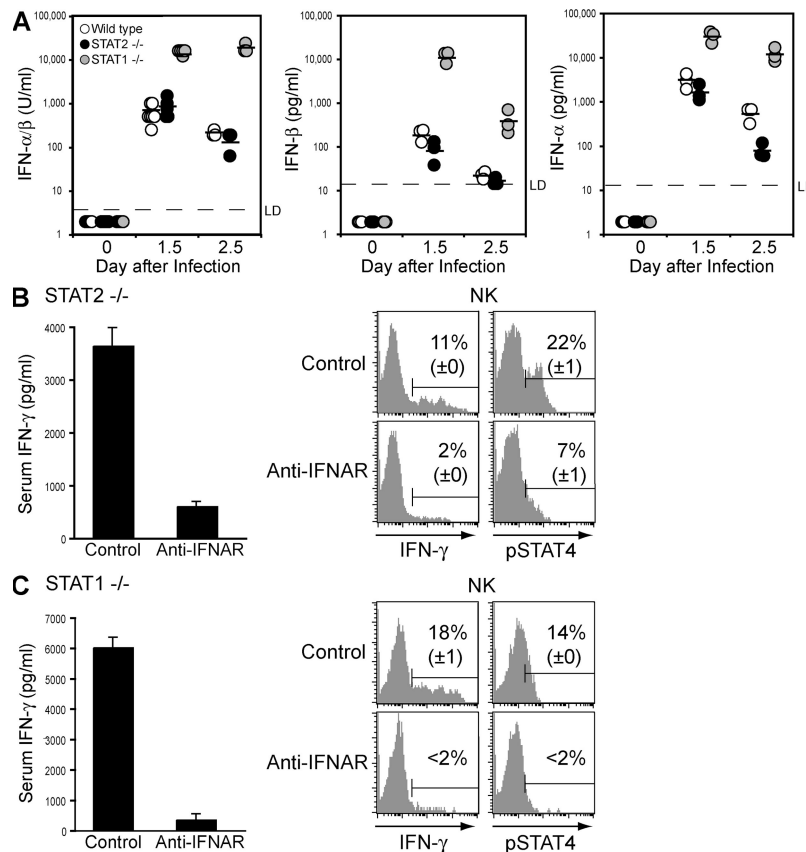 A
IFN-α/β (U/ml)
100,000
10,000
1,000
100
10
1
Wild type
STAT2 -/-
STAT1 -/-
LD
0
1.5
2.5
Day after Infection
IFN-β (pg/ml)
100,000
10,000
1,000
100
10
1
LD
0
1.5
2.5
Day after Infection
IFN-α (pg/ml)
100,000
10,000
1,000
100
10
1
L
0
1.5
2.5
Day after Infection
B STAT2 -/-
Serum IFN-γ (pg/ml)
4000
3000
2000
1000
0
Control
Anti-IFNAR
NK
Control
11%
(±0)
22%
(±1)
Anti-IFNAR
2%
(±0)
7%
(±1)
IFN-γ
pSTAT4
C STAT1 -/-
Serum IFN-γ (pg/ml)
7000
6000
5000
4000
3000
2000
1000
0
Control
Anti-IFNAR
NK
Control
18%
(±1)
14%
(±0)
Anti-IFNAR
<2%
<2%
IFN-γ
pSTAT4